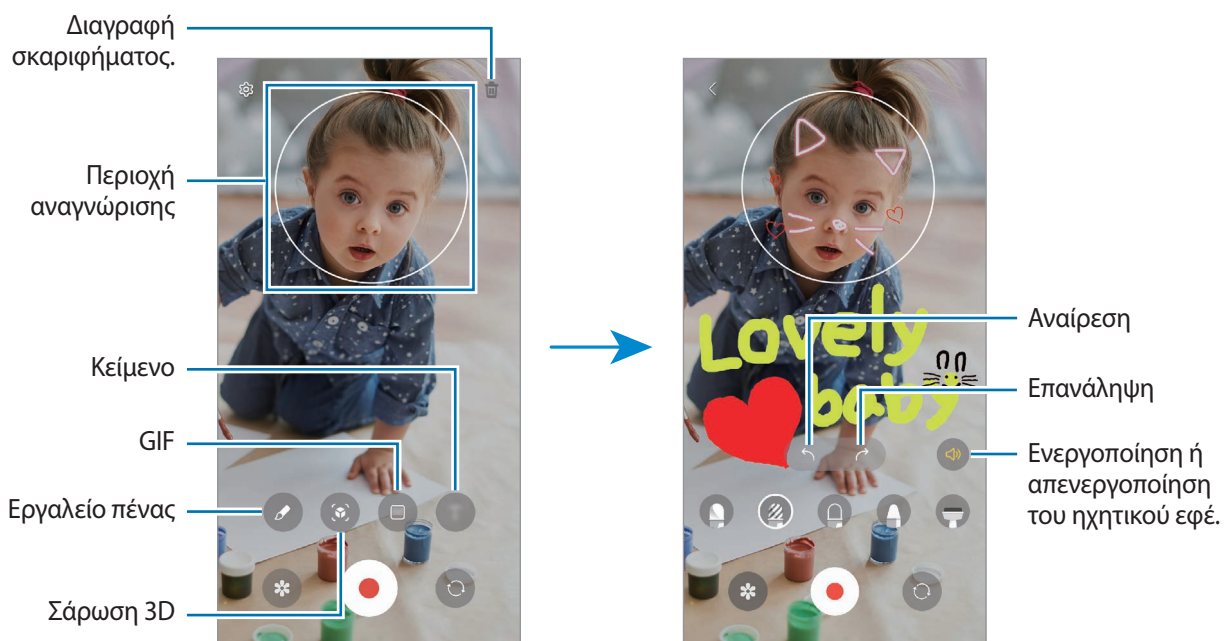 Διαγραφή
σκαριφήματος.
Περιοχή
αναγνώρισης
Κείμενο
GIF
Εργαλείο πένας
Σάρωση 3D
Lovely
baby
Αναίρεση
Επανάληψη
Ενεργοποίηση ή
απενεργοποίηση
του ηχητικού εφέ.